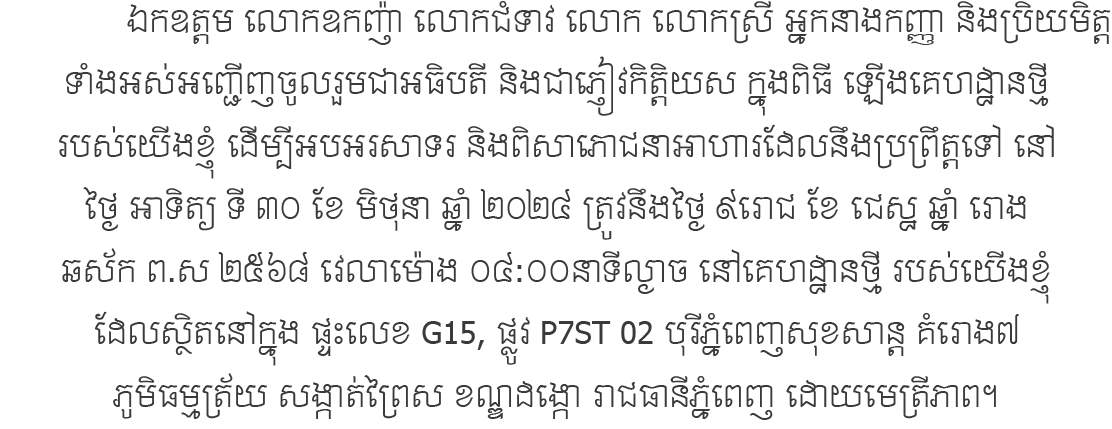 ឯកឧត្តម លោកឧកញ៉ា លោកជំទាវ លោក លោកស្រី អ្នកនាងកញ្ញា និងប្រិយមិត្ត
ទាំងអស់អញ្ជើញចូលរួមជាអធិបតី និងជាភ្ញៀវកិត្តិយស ក្នុងពិធី ឡើងគេហដ្ឋានថ្មី
របស់យើងខ្ញុំ ដើម្បីអបអរសាទរ និងពិសាភោជនាអាហារដែលនឹងប្រព្រឹត្តទៅ នៅ
ថ្ងៃ អាទិត្យ ទី ៣០ ខែ មិថុនា ឆ្នាំ ២០២៤ ត្រូវនឹងថ្ងៃ ៩រោជ ខែ ជេស្ឋ ឆ្នាំ រោង
ឆស័ក ព.ស ២៥៦៨ វេលាម៉ោង ០៤:០០នាទីល្ងាច នៅគេហដ្ឋានថ្មី របស់យើងខ្ញុំ
ដែលស្ថិតនៅក្នុង ផ្ទះលេខ G15, ផ្លូវ P7ST 02 បុរីភ្នំពេញសុខសាន្ត គំរោង៧
ភូមិធម្មត្រ័យ សង្កាត់ព្រៃស ខណ្ឌដង្កោ រាជធានីភ្នំពេញ ដោយមេត្រីភាព។